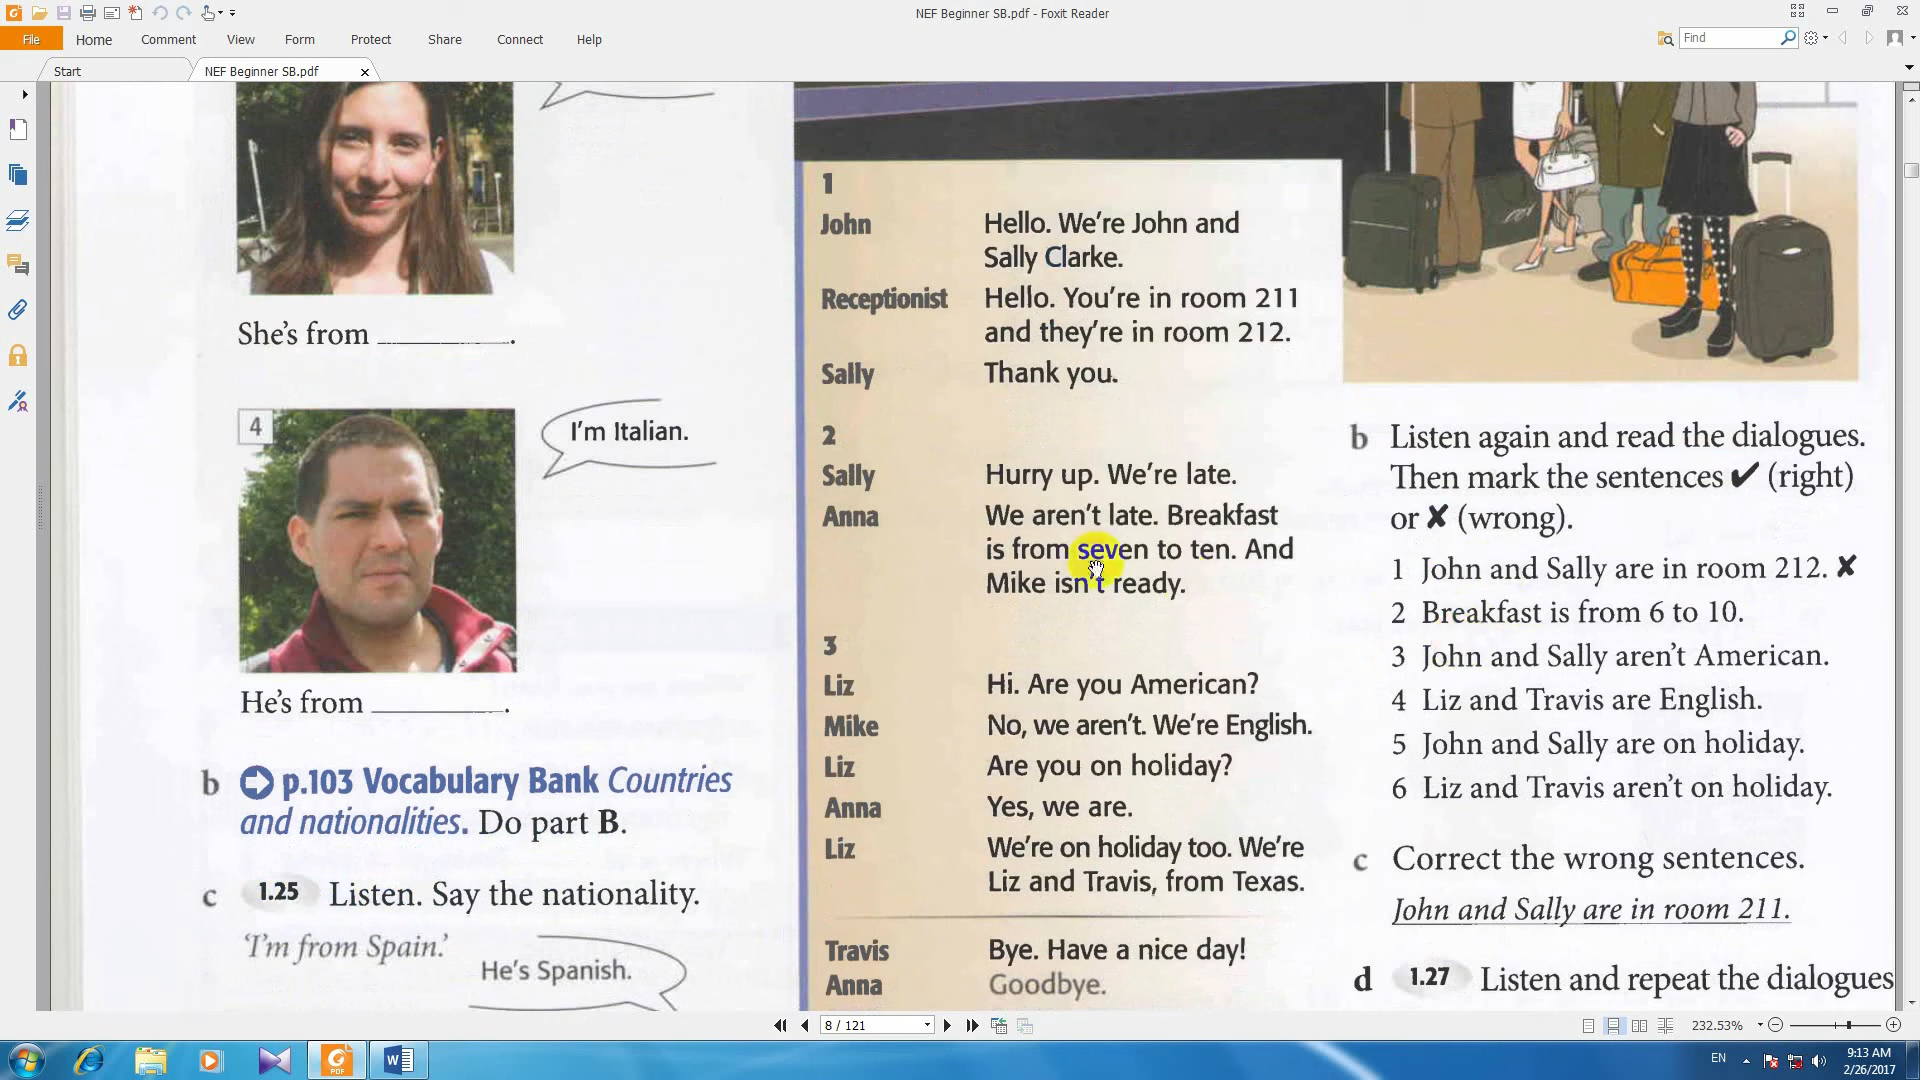 NEF Beginner SB.pdf - Foxit Reader
File Home Comment View Form Protect Share Connect Help
Find
Start
NEF Beginner SB.pdf
She's from ________.
4
I'm Italian.
He's from ________.
b p.103 Vocabulary Bank Countries
and nationalities. Do part B.
c 1.25 Listen. Say the nationality.
'I'm from Spain.'
He's Spanish.
1
John Hello. We're John and
Sally Clarke.
Receptionist Hello. You're in room 211
and they're in room 212.
Sally Thank you.
2
Sally Hurry up. We're late.
Anna We aren't late. Breakfast
is from seven to ten. And
Mike isn't ready.
3
Liz Hi. Are you American?
Mike No, we aren't. We're English.
Liz Are you on holiday?
Anna Yes, we are.
Liz We're on holiday too. We're
Liz and Travis, from Texas.
Travis Bye. Have a nice day!
Anna Goodbye.
b Listen again and read the dialogues.
Then mark the sentences ✔ (right)
or ✘ (wrong).
1 John and Sally are in room 212. ✘
2 Breakfast is from 6 to 10.
3 John and Sally aren't American.
4 Liz and Travis are English.
5 John and Sally are on holiday.
6 Liz and Travis aren't on holiday.
c Correct the wrong sentences.
John and Sally are in room 211.
d 1.27 Listen and repeat the dialogues
8 / 121
232.53%
EN
9:13 AM
2/26/2017